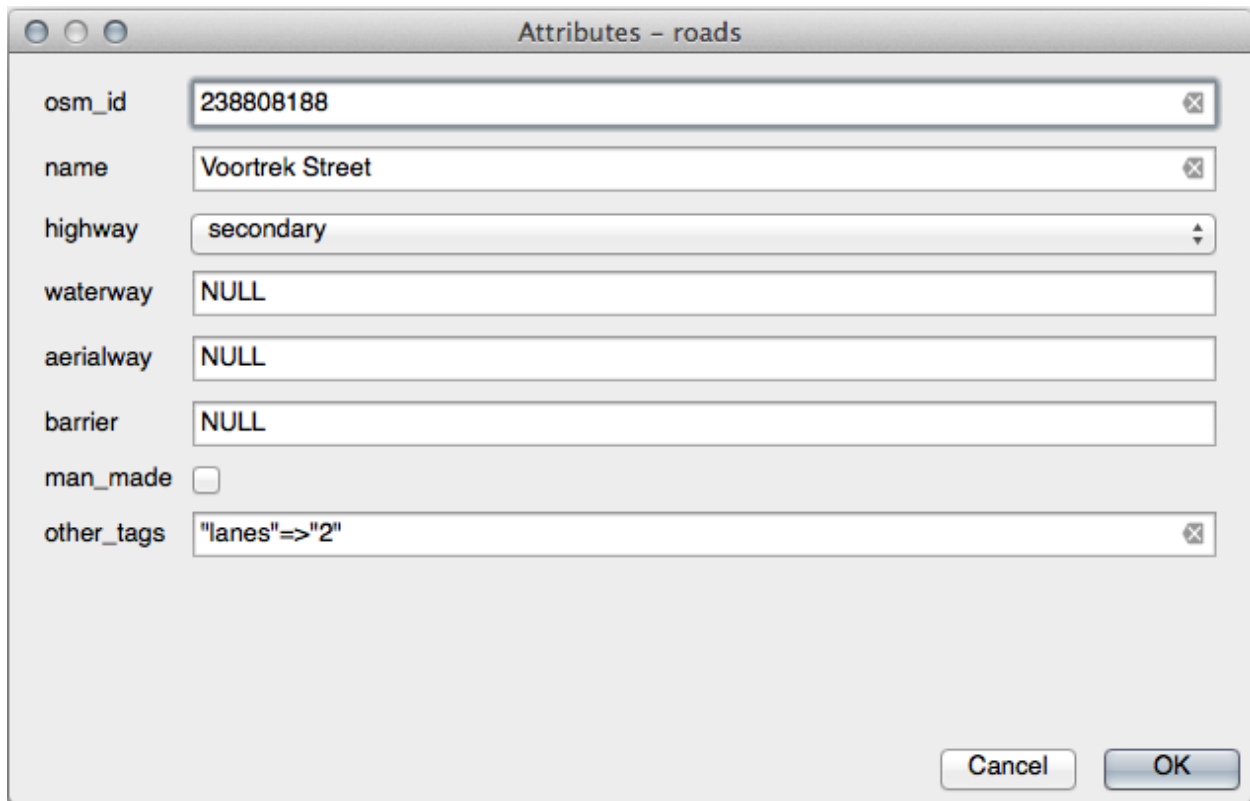 Attributes – roads
osm_id 238808188
name Voortrek Street
highway secondary
waterway NULL
aerialway NULL
barrier NULL
man_made
other_tags "lanes"=>"2"
Cancel OK